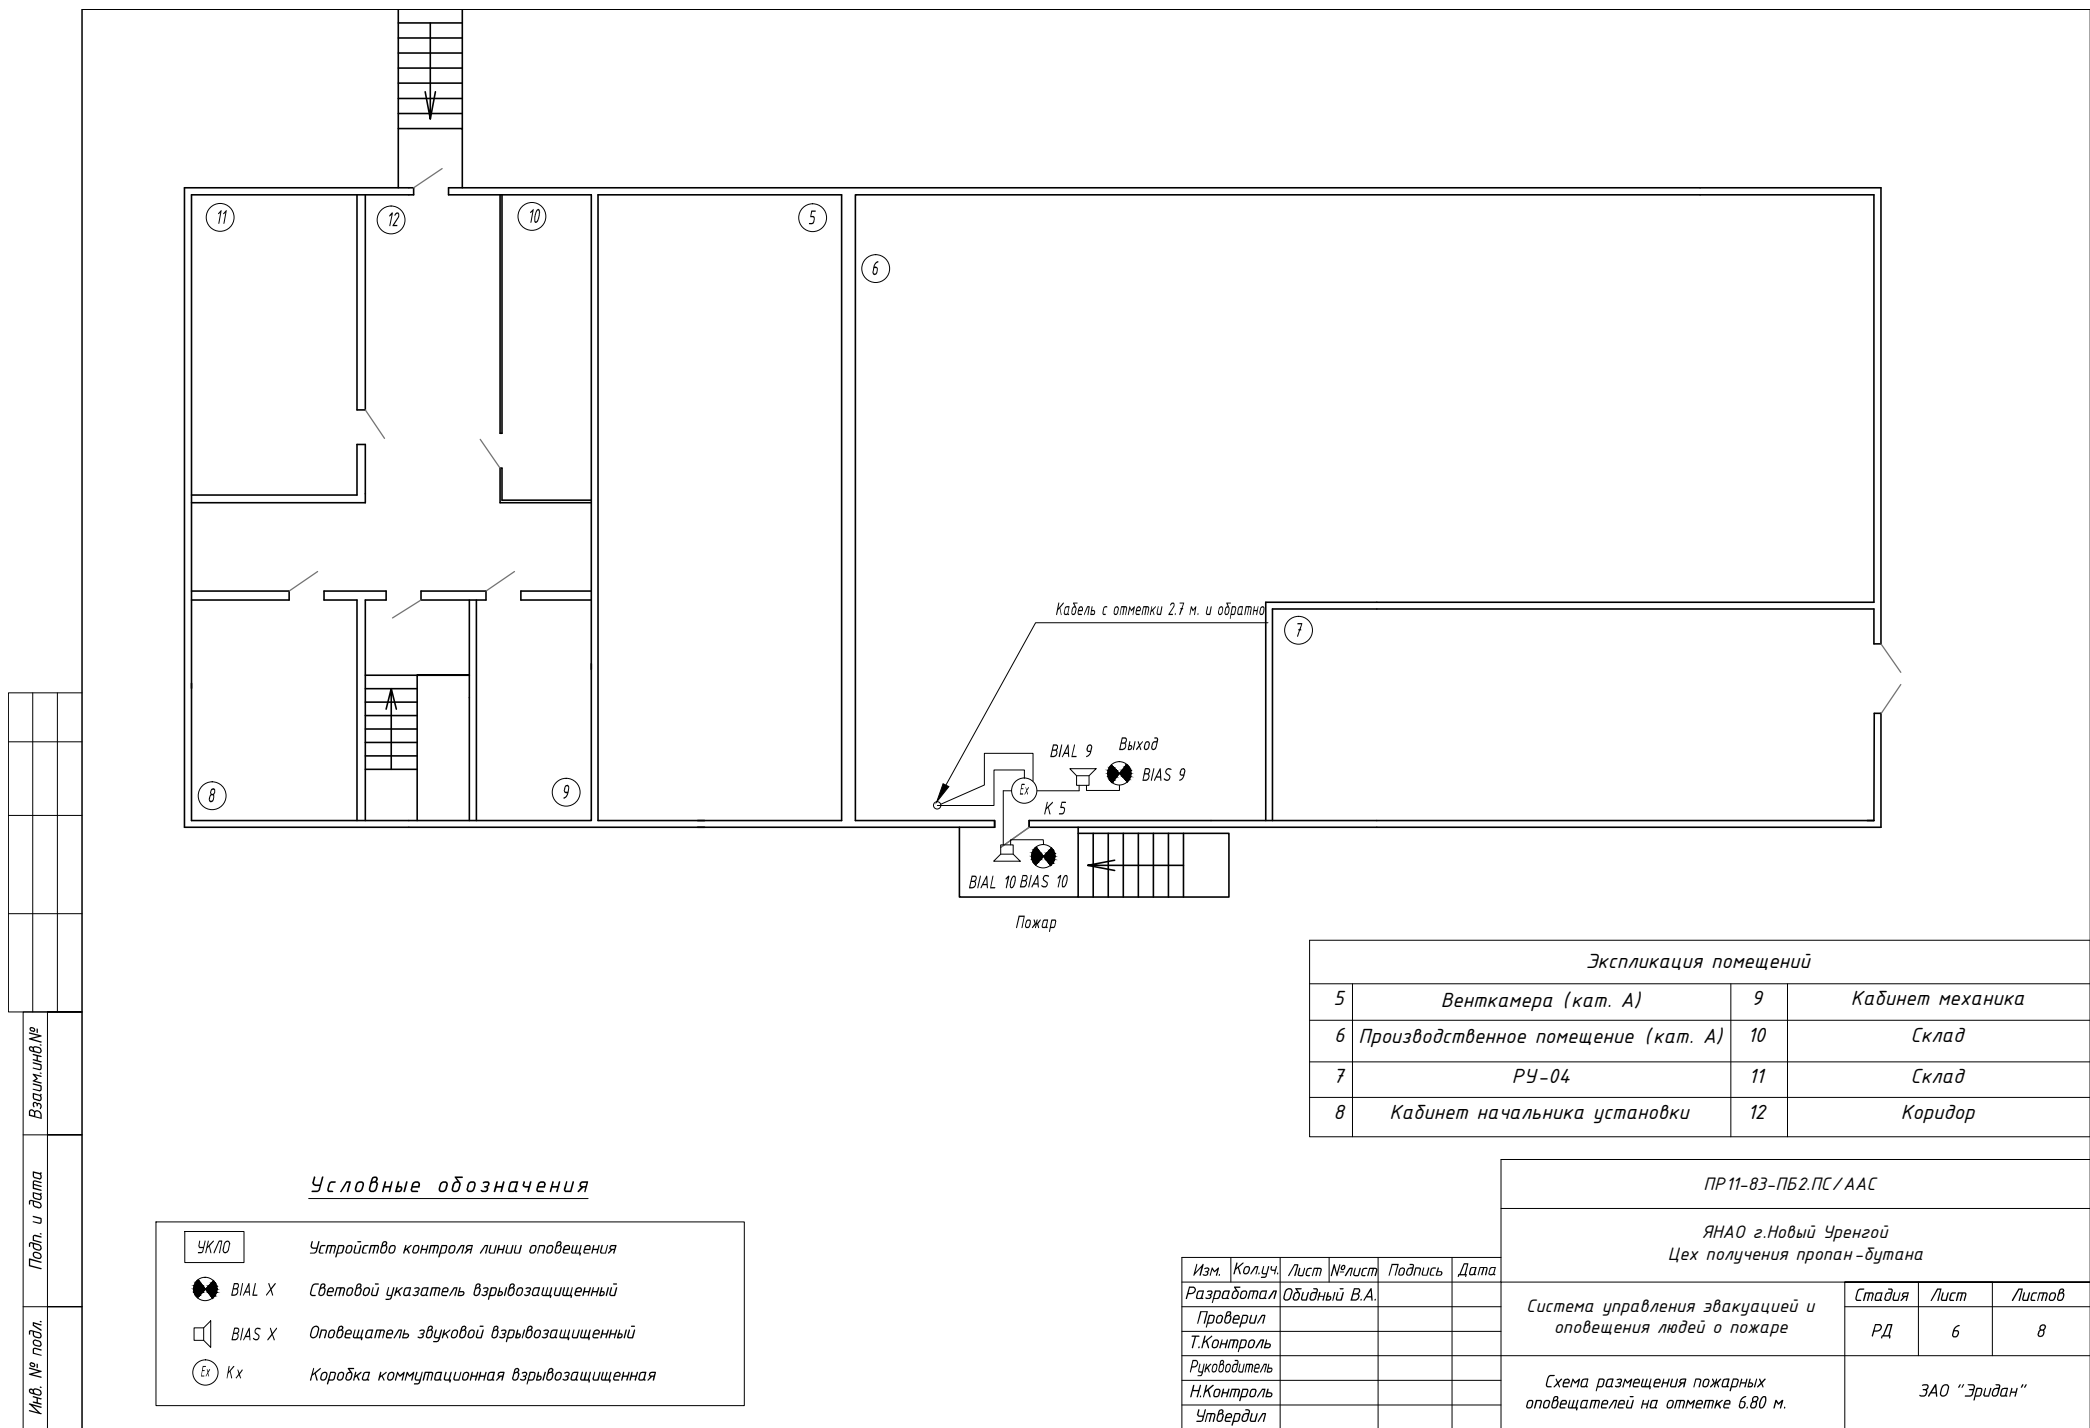 11
12
10
5
6
Кабель с отметки 2.7 м. и обратно
7
BIAL 9
Выход
BIAS 9
Ex
К 5
8
9
BIAL 10
BIAS 10
Пожар
Экспликация помещений
5 Венткамера (кат. А) 9 Кабинет механика
6 Производственное помещение (кат. А) 10 Склад
7 РУ-04 11 Склад
8 Кабинет начальника установки 12 Коридор
Взаим.инв.№
Подп. и дата
Инв. № подл.
Условные обозначения
УКЛО Устройство контроля линии оповещения
BIAL X Световой указатель взрывозащищенный
BIAS X Оповещатель звуковой взрывозащищенный
Ex Кх Коробка коммутационная взрывозащищенная
ПР11-83-ПБ2.ПС/ААС
ЯНАО г.Новый Уренгой
Цех получения пропан-бутана
Изм. Кол.уч. Лист №лист Подпись Дата
Разработал Обидный В.А.
Проверил
Т.Контроль
Руководитель
Н.Контроль
Утвердил
Система управления эвакуацией и
оповещения людей о пожаре
Стадия Лист Листов
РД 6 8
Схема размещения пожарных
оповещателей на отметке 6.80 м.
ЗАО "Эридан"